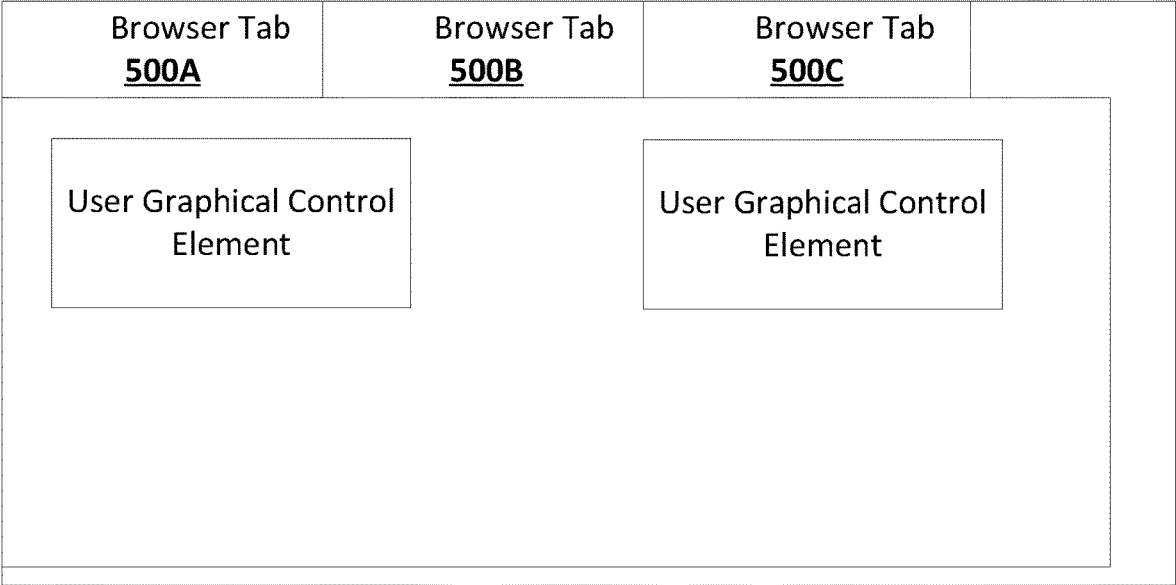 Browser Tab
500A
Browser Tab
500B
Browser Tab
500C
User Graphical Control
Element
User Graphical Control
Element